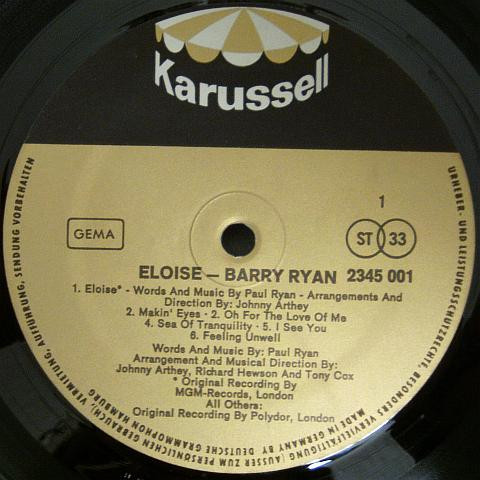 Karussell
GEMA
1
ST 33
ELOISE — BARRY RYAN 2345 001
1. Eloise* - Words And Music By Paul Ryan - Arrangements And
Direction By: Johnny Arthey
2. Makin' Eyes · 2. Oh For The Love Of Me
4. Sea Of Tranquility · 5. I See You
6. Feeling Unwell
Words And Music By: Paul Ryan
Arrangement And Musical Direction By:
Johnny Arthey, Richard Hewson And Tony Cox
* Original Recording By
MGM-Records, London
All Others:
Original Recording By Polydor, London
URHEBER- UND LEISTUNGSSCHUTZRECHTE, BESONDERS VERVIELFÄLTIGUNG (AUSSER ZUM PERSÖNLICHEN GEBRAUCH), VERMIETUNG, AUFFÜHRUNG, SENDUNG VORBEHALTEN
MADE IN GERMANY BY DEUTSCHE GRAMMOPHON HAMBURG